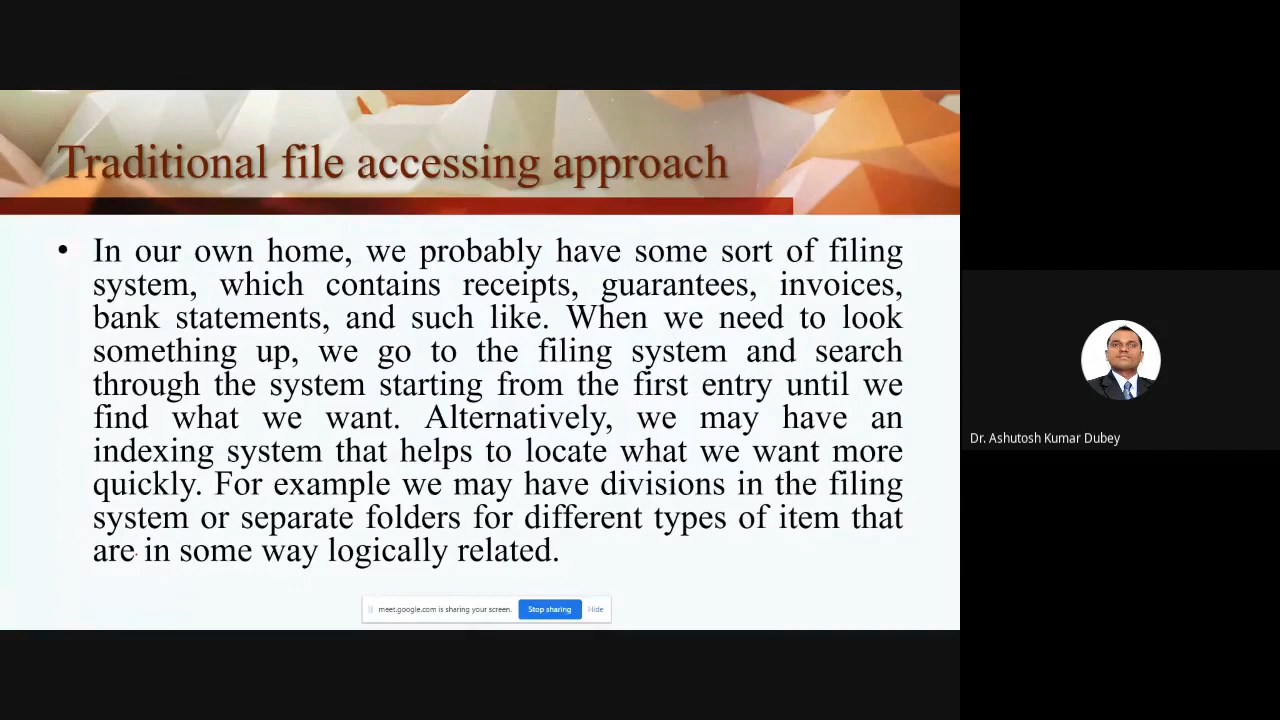 Traditional file accessing approach
• In our own home, we probably have some sort of filing
system, which contains receipts, guarantees, invoices,
bank statements, and such like. When we need to look
something up, we go to the filing system and search
through the system starting from the first entry until we
find what we want. Alternatively, we may have an
indexing system that helps to locate what we want more
quickly. For example we may have divisions in the filing
system or separate folders for different types of item that
are in some way logically related.
meet.google.com is sharing your screen. Stop sharing Hide
Dr. Ashutosh Kumar Dubey